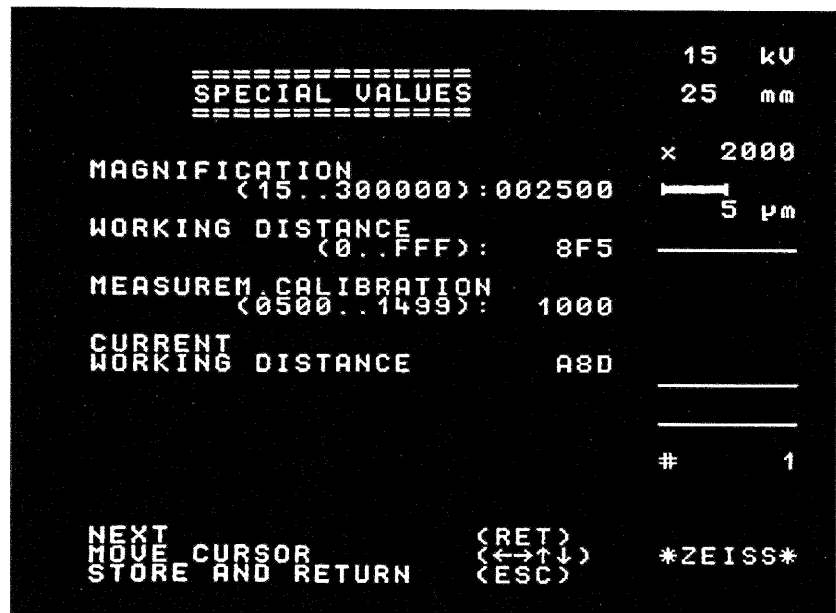 ==============
SPECIAL VALUES
==============
MAGNIFICATION
(15..300000):002500
WORKING DISTANCE
(0..FFF): 8F5
MEASUREM.CALIBRATION
(0500..1499): 1000
CURRENT
WORKING DISTANCE A8D
NEXT (RET)
MOVE CURSOR (←→↑↓)
STORE AND RETURN (ESC)
15 kV
25 mm
x 2000
5 µm
# 1
*ZEISS*